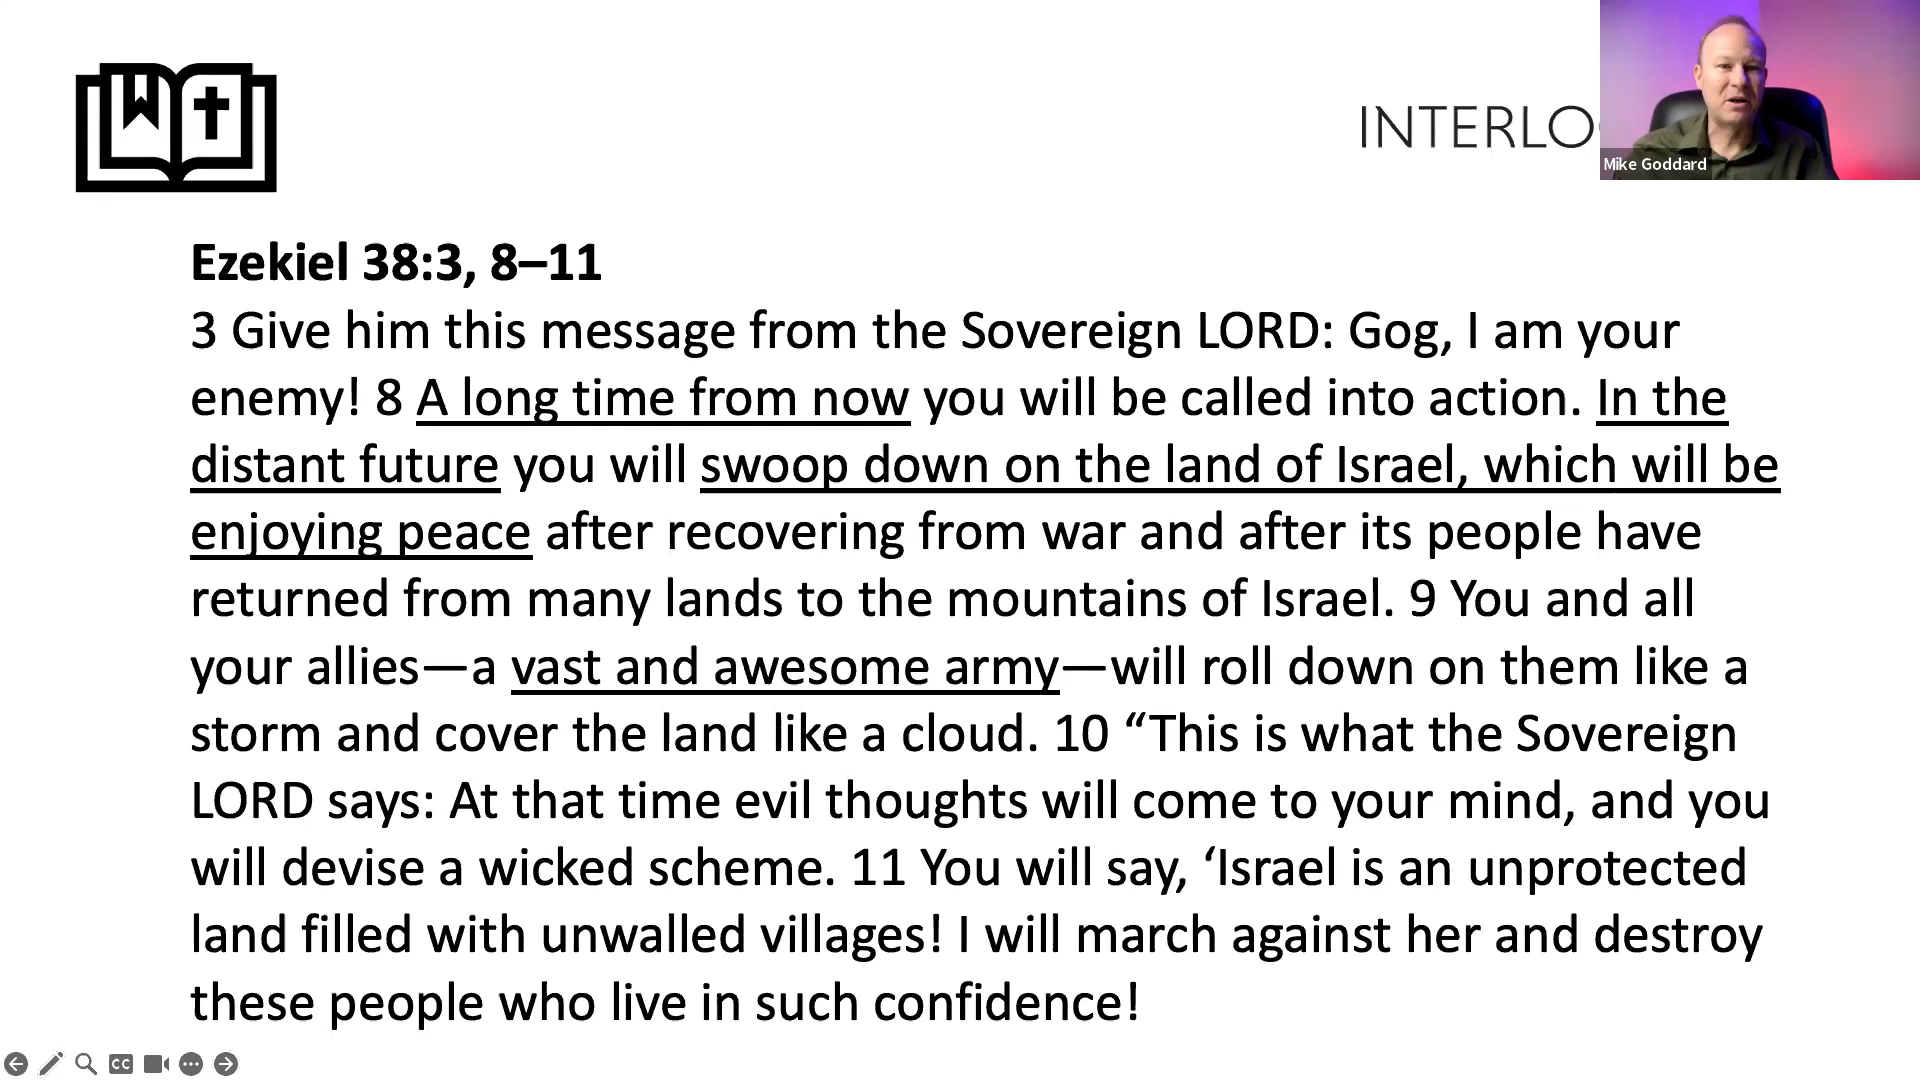 INTERLO
Mike Goddard
Ezekiel 38:3, 8–11
3 Give him this message from the Sovereign LORD: Gog, I am your
enemy! 8 A long time from now you will be called into action. In the
distant future you will swoop down on the land of Israel, which will be
enjoying peace after recovering from war and after its people have
returned from many lands to the mountains of Israel. 9 You and all
your allies—a vast and awesome army—will roll down on them like a
storm and cover the land like a cloud. 10 “This is what the Sovereign
LORD says: At that time evil thoughts will come to your mind, and you
will devise a wicked scheme. 11 You will say, ‘Israel is an unprotected
land filled with unwalled villages! I will march against her and destroy
these people who live in such confidence!
CC